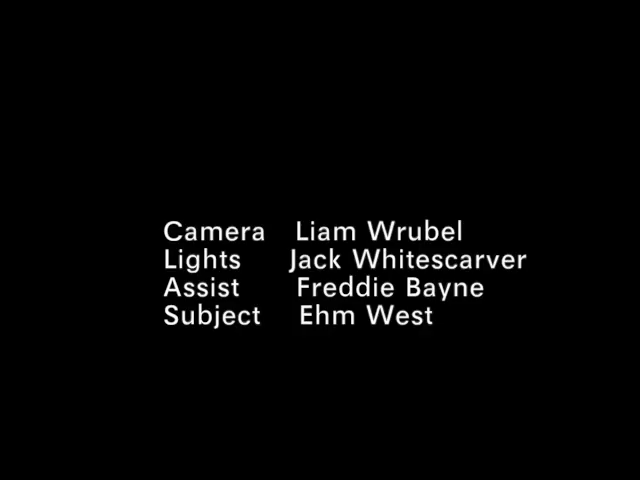 Camera Liam Wrubel
Lights Jack Whitescarver
Assist Freddie Bayne
Subject Ehm West